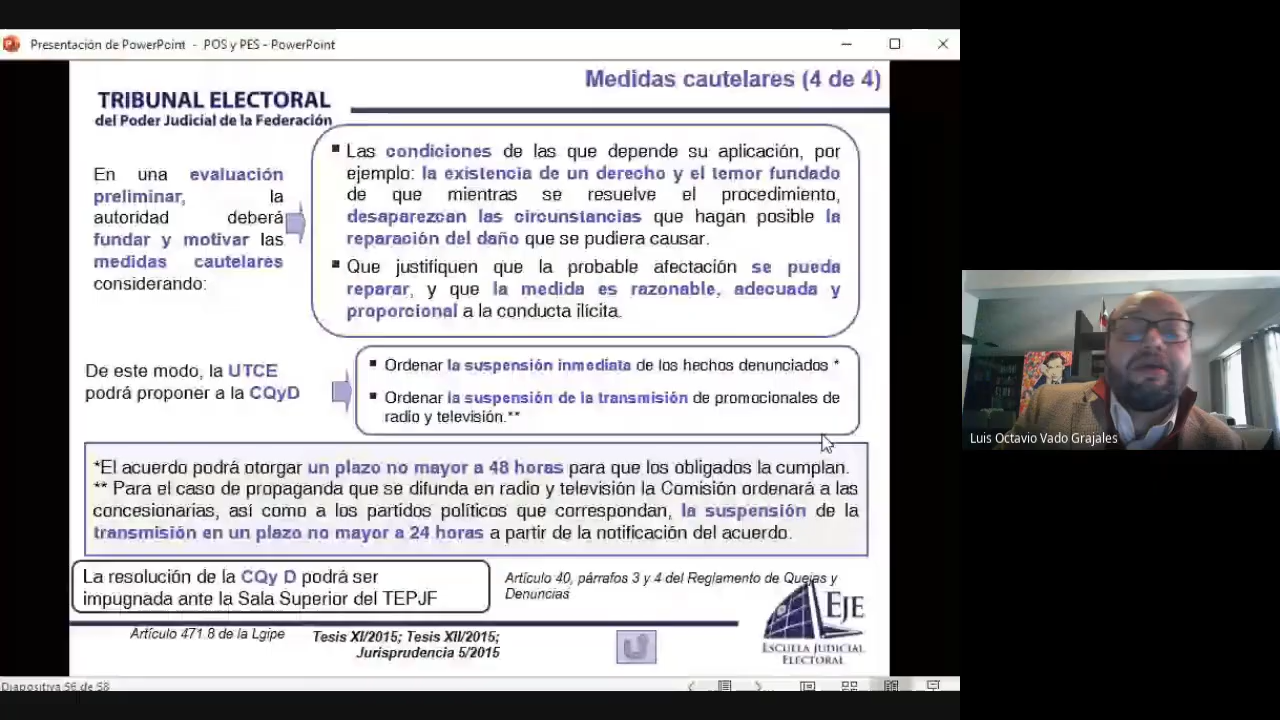 Presentación de PowerPoint - POS y PES - PowerPoint
Medidas cautelares (4 de 4)
TRIBUNAL ELECTORAL
del Poder Judicial de la Federación
En una evaluación
preliminar, la
autoridad deberá
fundar y motivar las
medidas cautelares
considerando:
Las condiciones de las que depende su aplicación, por
ejemplo: la existencia de un derecho y el temor fundado
de que mientras se resuelve el procedimiento,
desaparezcan las circunstancias que hagan posible la
reparación del daño que se pudiera causar.
Que justifiquen que la probable afectación se pueda
reparar, y que la medida es razonable, adecuada y
proporcional a la conducta ilícita.
De este modo, la UTCE
podrá proponer a la CQyD
Ordenar la suspensión inmediata de los hechos denunciados *
Ordenar la suspensión de la transmisión de promocionales de
radio y televisión.**
*El acuerdo podrá otorgar un plazo no mayor a 48 horas para que los obligados la cumplan.
** Para el caso de propaganda que se difunda en radio y televisión la Comisión ordenará a las
concesionarias, así como a los partidos políticos que correspondan, la suspensión de la
transmisión en un plazo no mayor a 24 horas a partir de la notificación del acuerdo.
La resolución de la CQy D podrá ser
impugnada ante la Sala Superior del TEPJF
Artículo 40, párrafos 3 y 4 del Reglamento de Quejas y
Denuncias
Artículo 471.8 de la Lgipe
Tesis XI/2015; Tesis XII/2015;
Jurisprudencia 5/2015
EJE
ESCUELA JUDICIAL
ELECTORAL
Diapositiva 56 de 58
Luis Octavio Vado Grajales